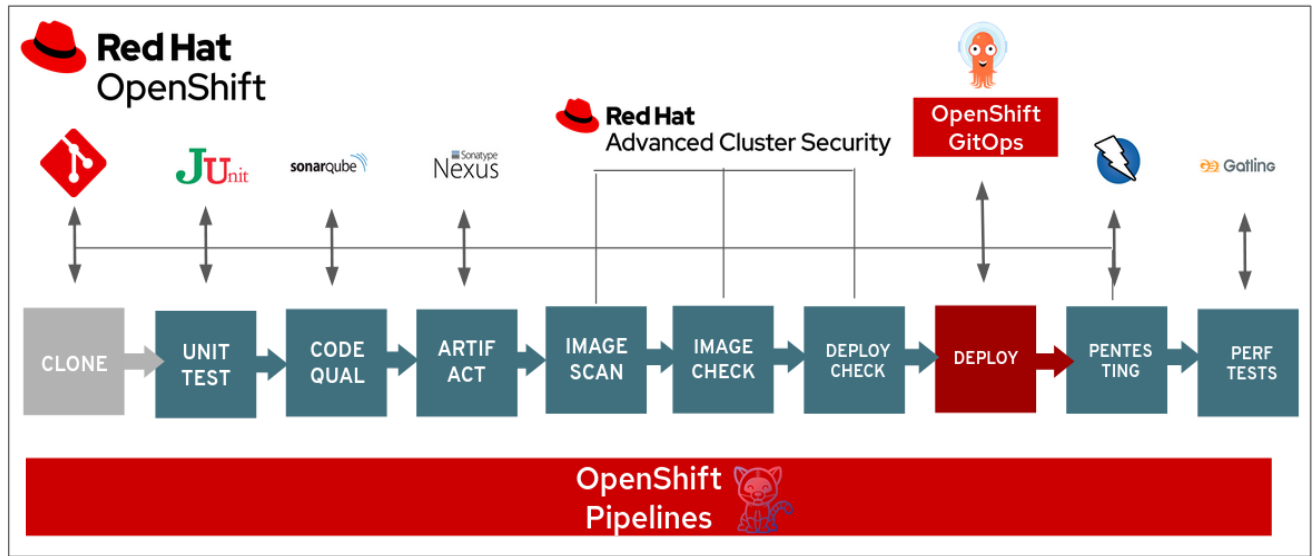 Red Hat
OpenShift
Red Hat
Advanced Cluster Security
OpenShift
GitOps
JUnit
sonarqube
Sonatype
Nexus
Gatling
CLONE
UNIT
TEST
CODE
QUAL
ARTIF
ACT
IMAGE
SCAN
IMAGE
CHECK
DEPLOY
CHECK
DEPLOY
PENTES
TING
PERF
TESTS
OpenShift
Pipelines